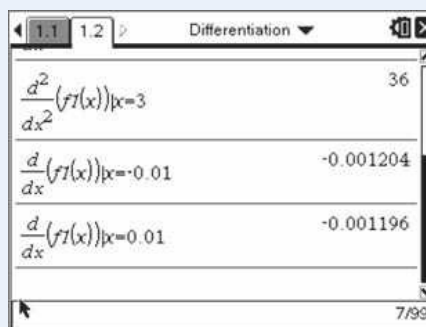 1.1 1.2 Differentiation
d²/dx²(f1(x))|x=3 36
d/dx(f1(x))|x=-0.01 -0.001204
d/dx(f1(x))|x=0.01 -0.001196
7/99